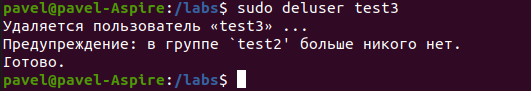 pavel@pavel-Aspire:/labs$ sudo deluser test3
Удаляется пользователь «test3» ...
Предупреждение: в группе `test2' больше никого нет.
Готово.
pavel@pavel-Aspire:/labs$